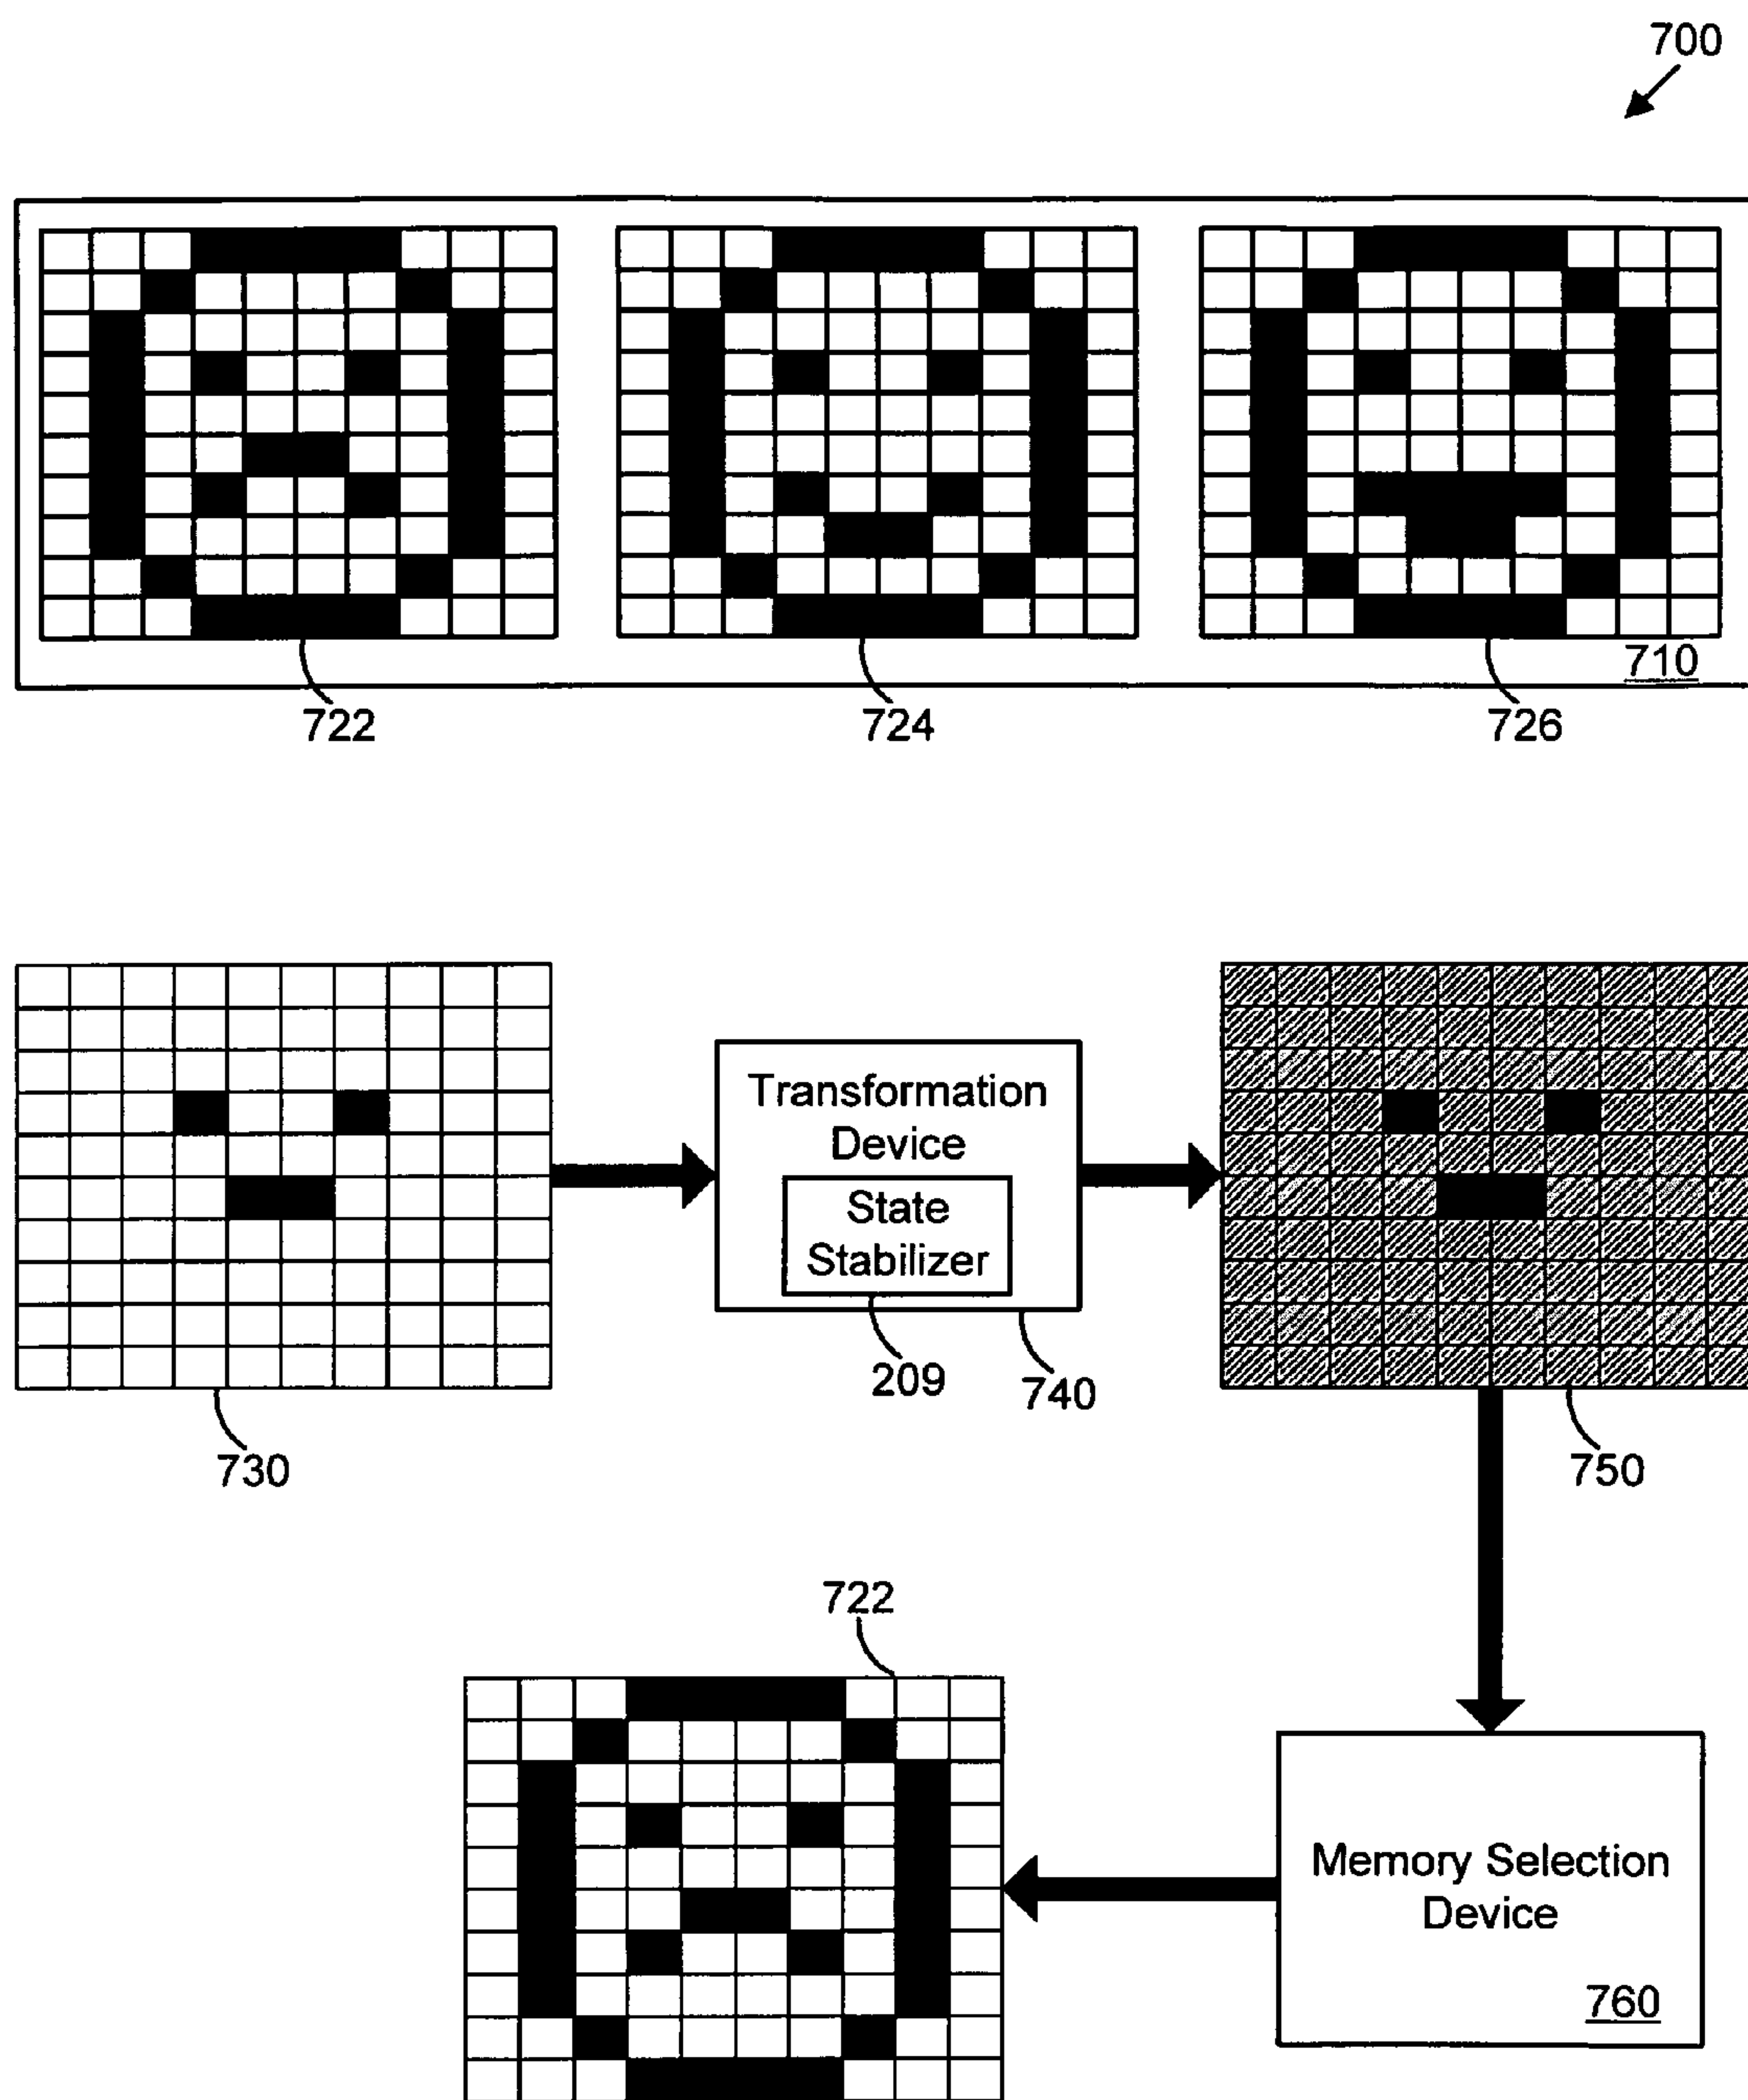 700
710
722
724
726
Transformation
Device
State
Stabilizer
209
740
730
750
722
Memory Selection
Device
760